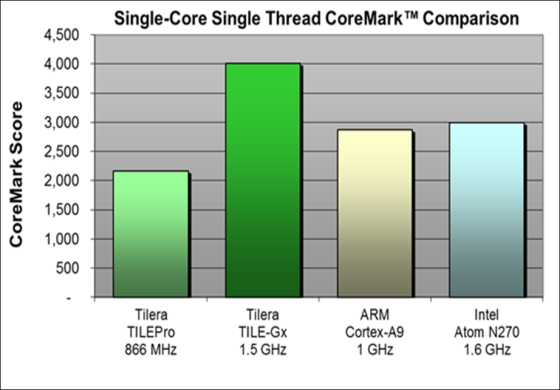 Single-Core Single Thread CoreMark™ Comparison
CoreMark Score
4,500
4,000
3,500
3,000
2,500
2,000
1,500
1,000
500
-
Tilera TILEPro 866 MHz
Tilera TILE-Gx 1.5 GHz
ARM Cortex-A9 1 GHz
Intel Atom N270 1.6 GHz